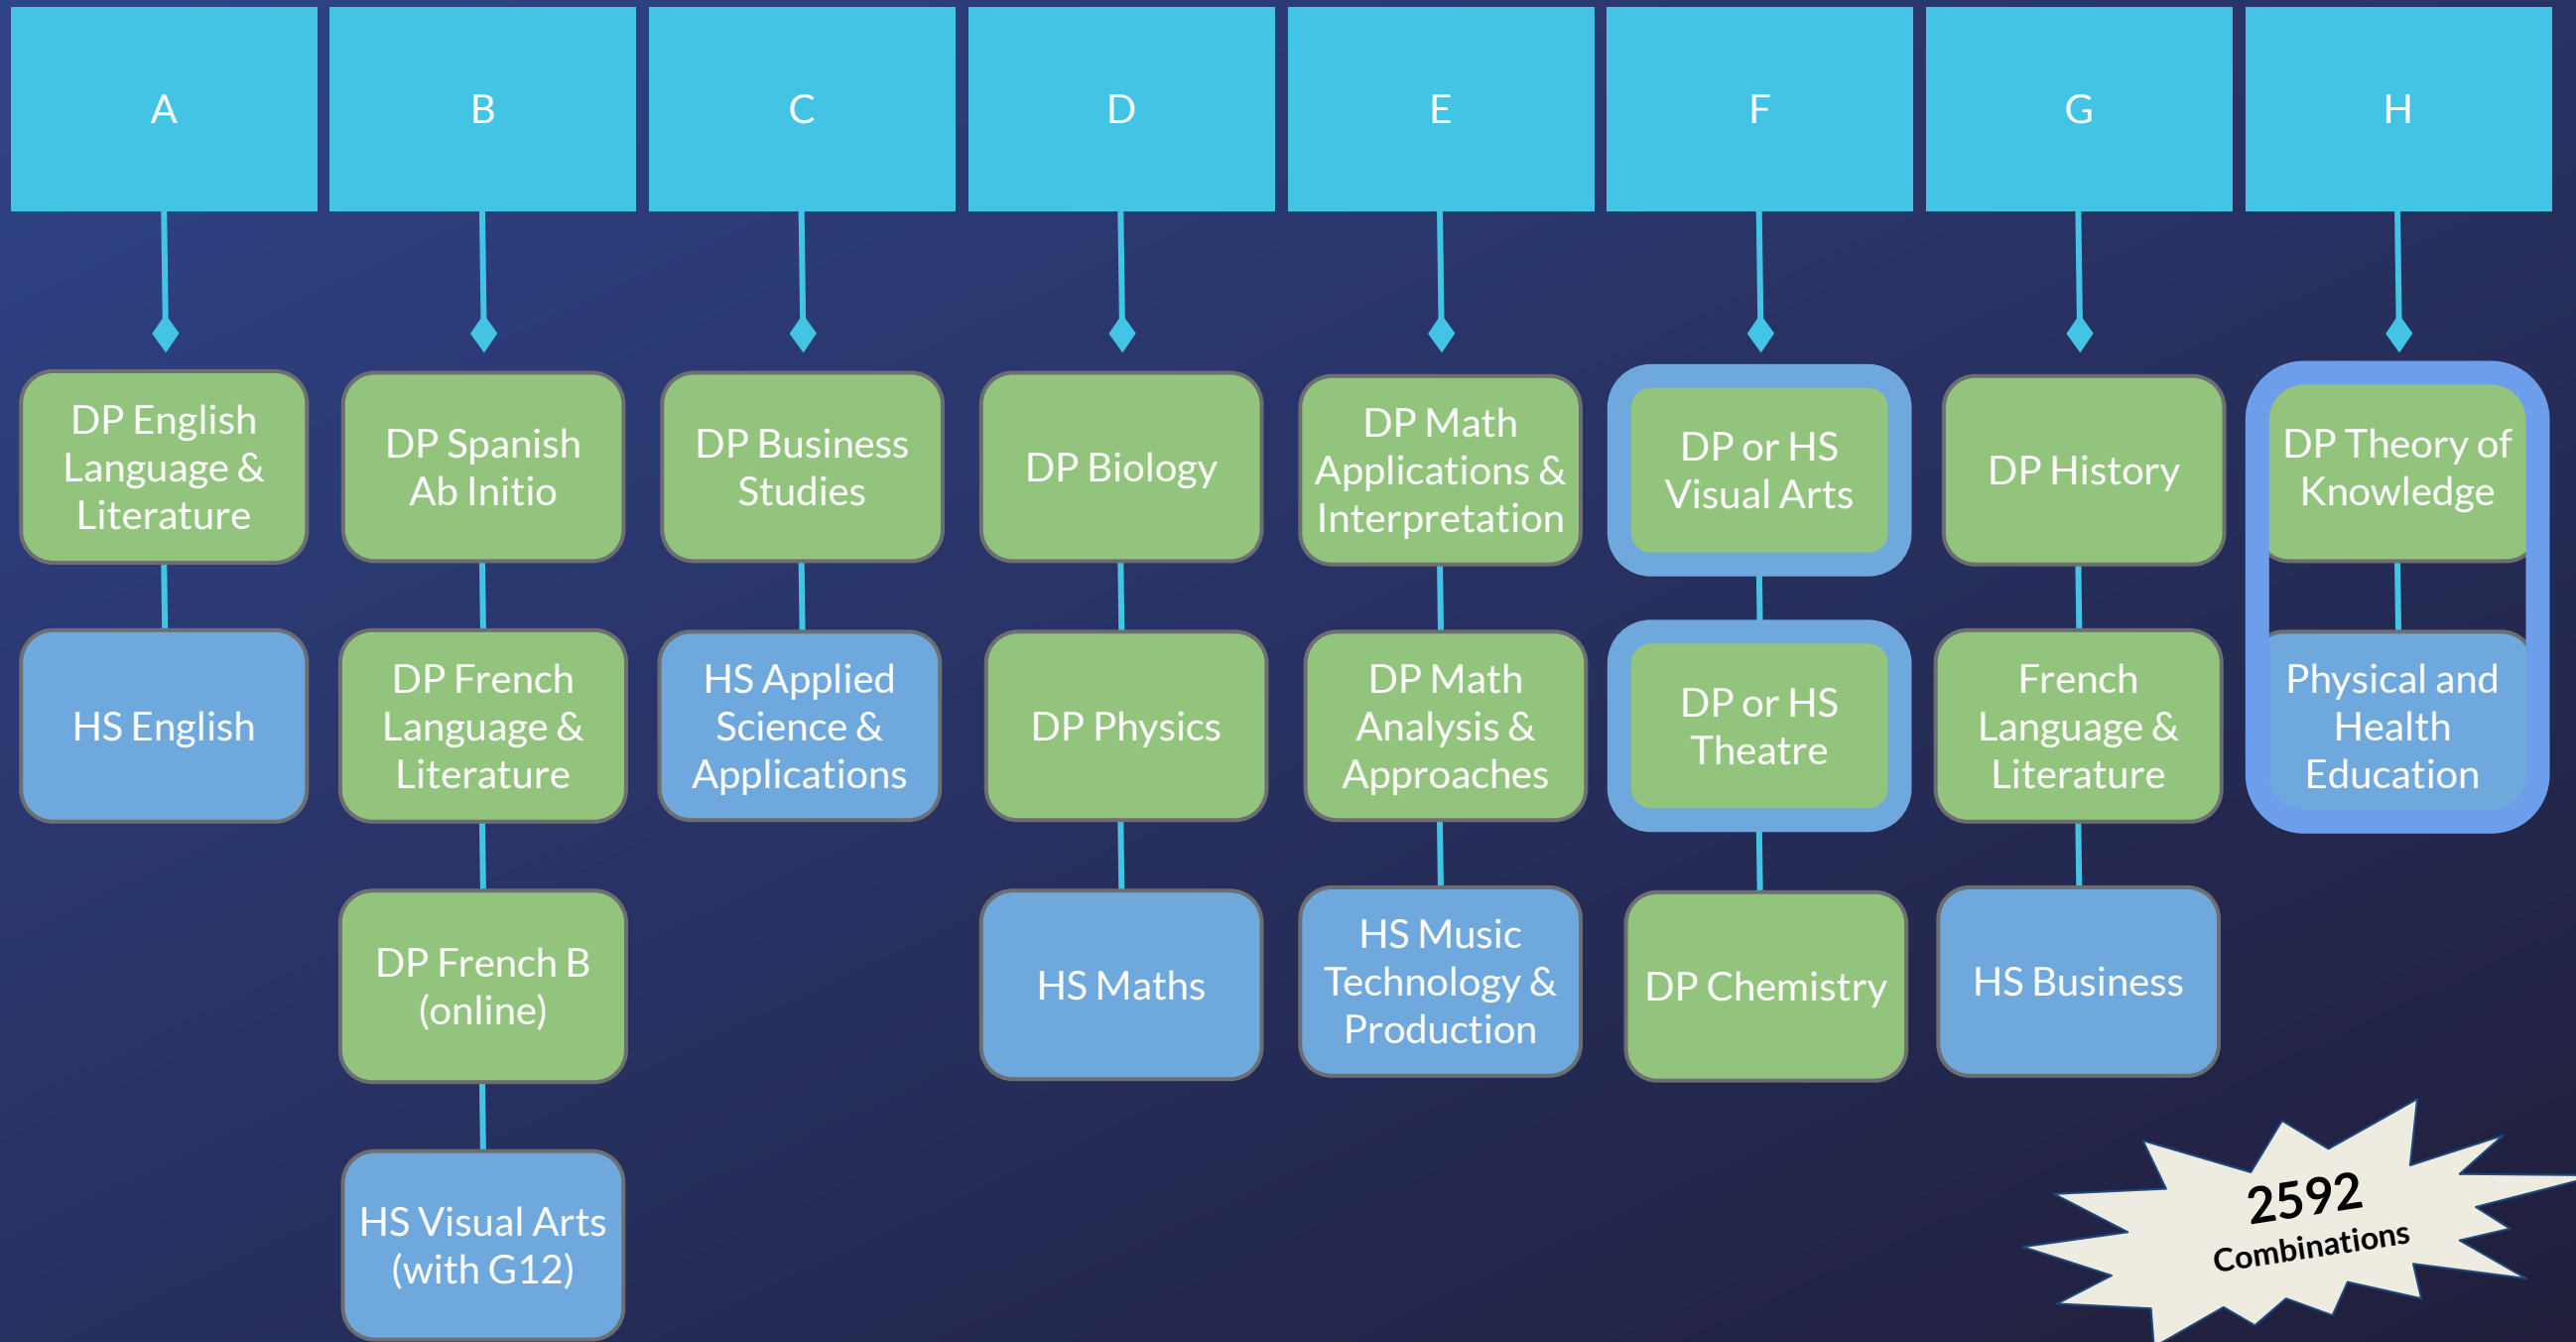 A
B
C
D
E
F
G
H
DP English
Language &
Literature
HS English
DP Spanish
Ab Initio
DP French
Language &
Literature
DP French B
(online)
HS Visual Arts
(with G12)
DP Business
Studies
HS Applied
Science &
Applications
DP Biology
DP Physics
HS Maths
DP Math
Applications &
Interpretation
DP Math
Analysis &
Approaches
HS Music
Technology &
Production
DP or HS
Visual Arts
DP or HS
Theatre
DP Chemistry
DP History
French
Language &
Literature
HS Business
DP Theory of
Knowledge
Physical and
Health
Education
2592
Combinations